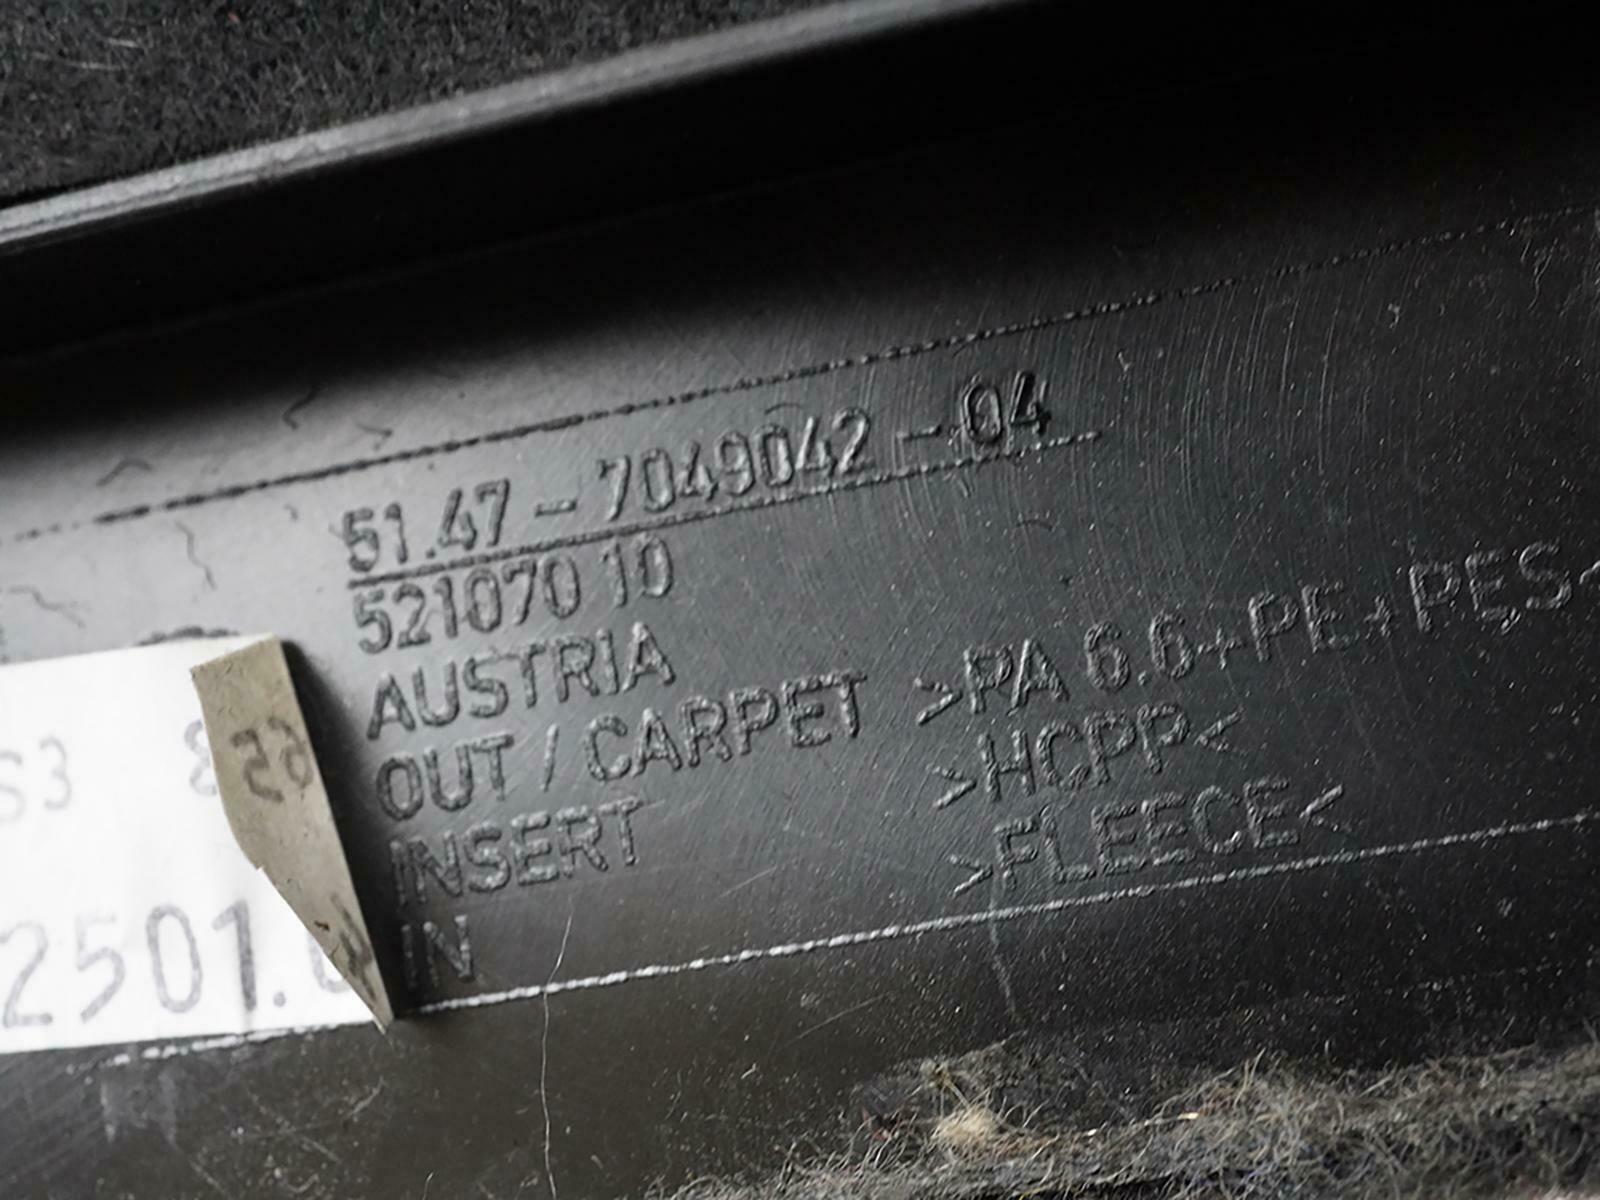 51.47 - 7049042 - 04
521070 10
AUSTRIA
OUT / CARPET >PA 6.6+PE+PES<
INSERT >HCPP<
IN >FLEECE<
S3
2501.